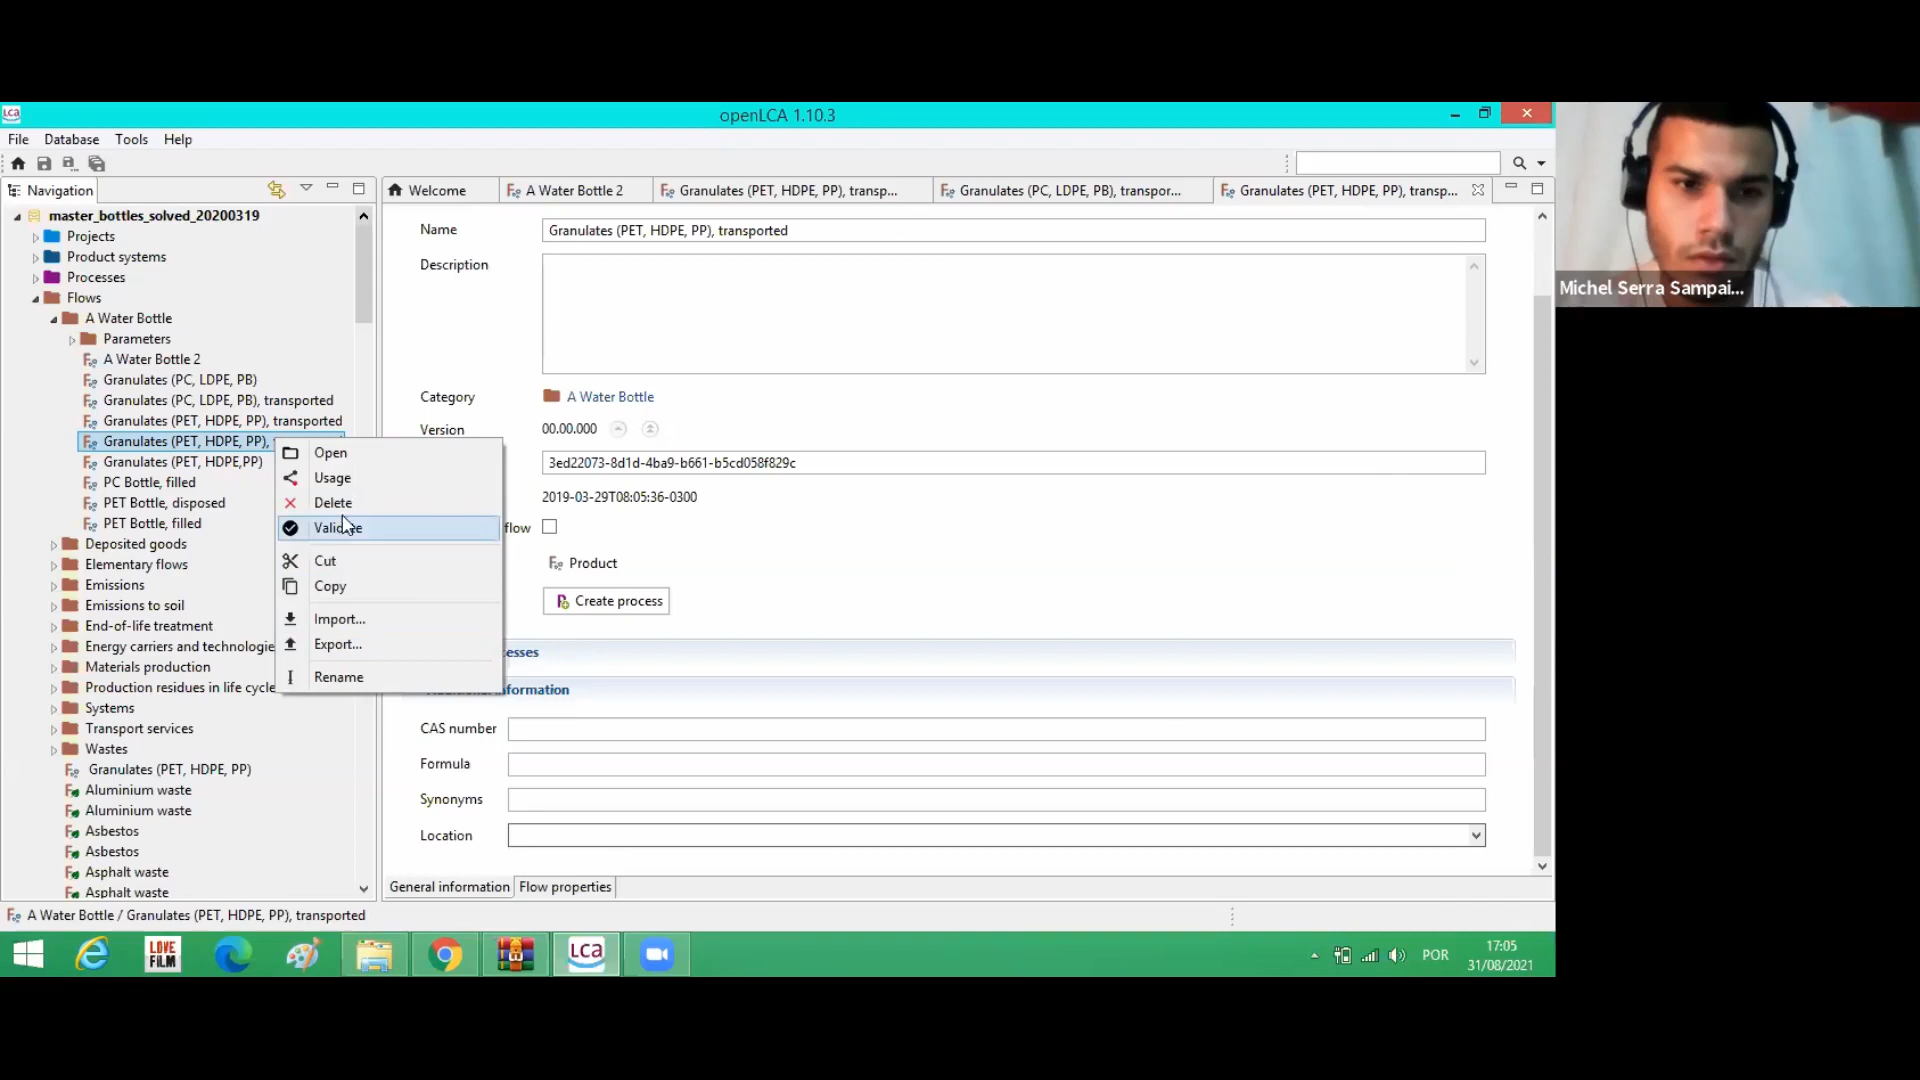 LCA
openLCA 1.10.3
File Database Tools Help
Navigation
master_bottles_solved_20200319
Projects
Product systems
Processes
Flows
A Water Bottle
Parameters
A Water Bottle 2
Granulates (PC, LDPE, PB)
Granulates (PC, LDPE, PB), transported
Granulates (PET, HDPE, PP), transported
Granulates (PET, HDPE, PP),
Granulates (PET, HDPE,PP)
PC Bottle, filled
PET Bottle, disposed
PET Bottle, filled
Deposited goods
Elementary flows
Emissions
Emissions to soil
End-of-life treatment
Energy carriers and technologie
Materials production
Production residues in life cycle
Systems
Transport services
Wastes
Granulates (PET, HDPE, PP)
Aluminium waste
Aluminium waste
Asbestos
Asbestos
Asphalt waste
Asphalt waste
Open
Usage
Delete
Validate
Cut
Copy
Import...
Export...
Rename
Welcome
A Water Bottle 2
Granulates (PET, HDPE, PP), transp...
Granulates (PC, LDPE, PB), transpor...
Granulates (PET, HDPE, PP), transp...
Name Granulates (PET, HDPE, PP), transported
Description
Category A Water Bottle
Version 00.00.000
3ed22073-8d1d-4ba9-b661-b5cd058f829c
2019-03-29T08:05:36-0300
flow
Product
Create process
esses
formation
CAS number
Formula
Synonyms
Location
General information Flow properties
A Water Bottle / Granulates (PET, HDPE, PP), transported
LOVE
FiLM
LCA
POR
17:05
31/08/2021
Michel Serra Sampai...